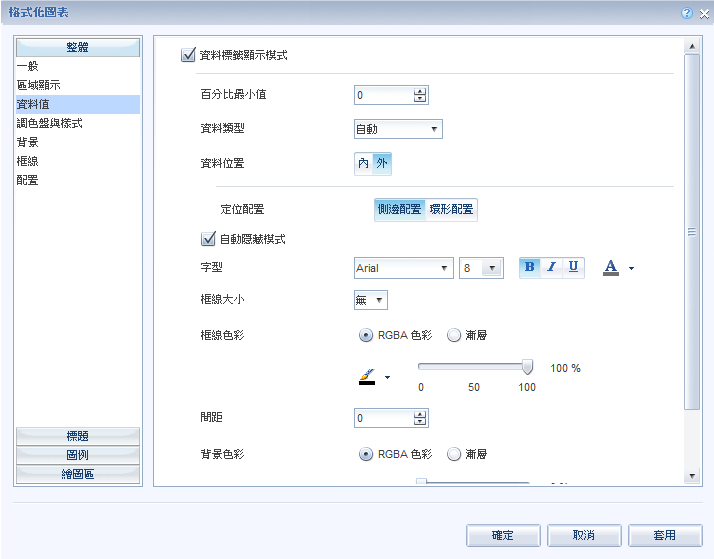 格式化圖表
整體
一般
區域顯示
資料值
調色盤與樣式
背景
框線
配置
標題
圖例
繪圖區
資料標籤顯示模式
百分比最小值 0
資料類型 自動
資料位置 內 外
定位配置 側邊配置 環形配置
自動隱藏模式
字型 Arial 8 B I U A
框線大小 無
框線色彩 RGBA 色彩 漸層
100 %
0 50 100
間距 0
背景色彩 RGBA 色彩 漸層
確定 取消 套用